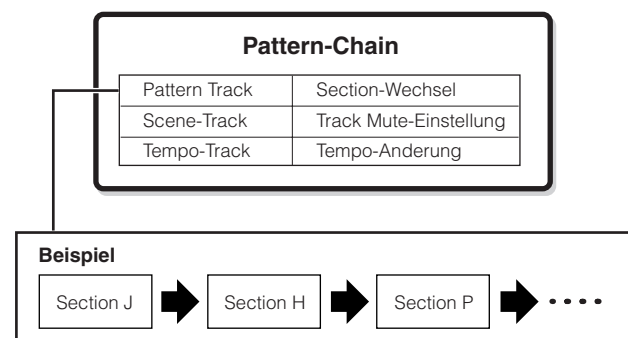 Pattern-Chain
Pattern Track Section-Wechsel
Scene-Track Track Mute-Einstellung
Tempo-Track Tempo-Anderung
Beispiel
Section J Section H Section P